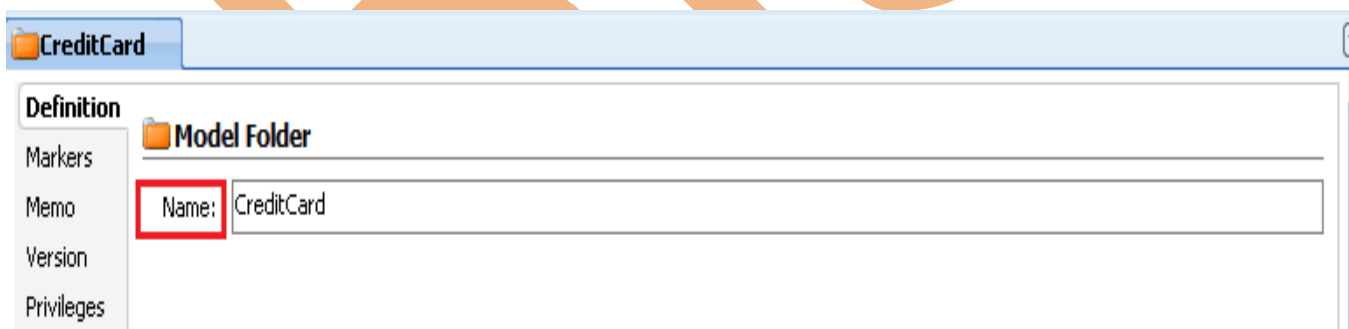 CreditCard
Definition
Model Folder
Markers
Memo
Name: CreditCard
Version
Privileges